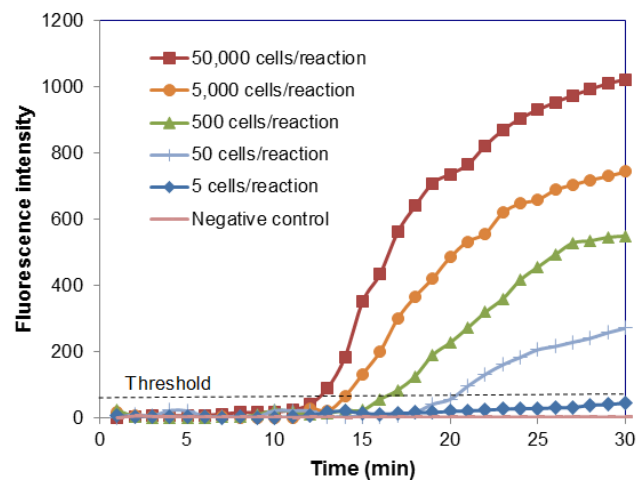 1200
1000
800
600
400
200
0
Fluorescence intensity
50,000 cells/reaction
5,000 cells/reaction
500 cells/reaction
50 cells/reaction
5 cells/reaction
Negative control
Threshold
0 5 10 15 20 25 30
Time (min)